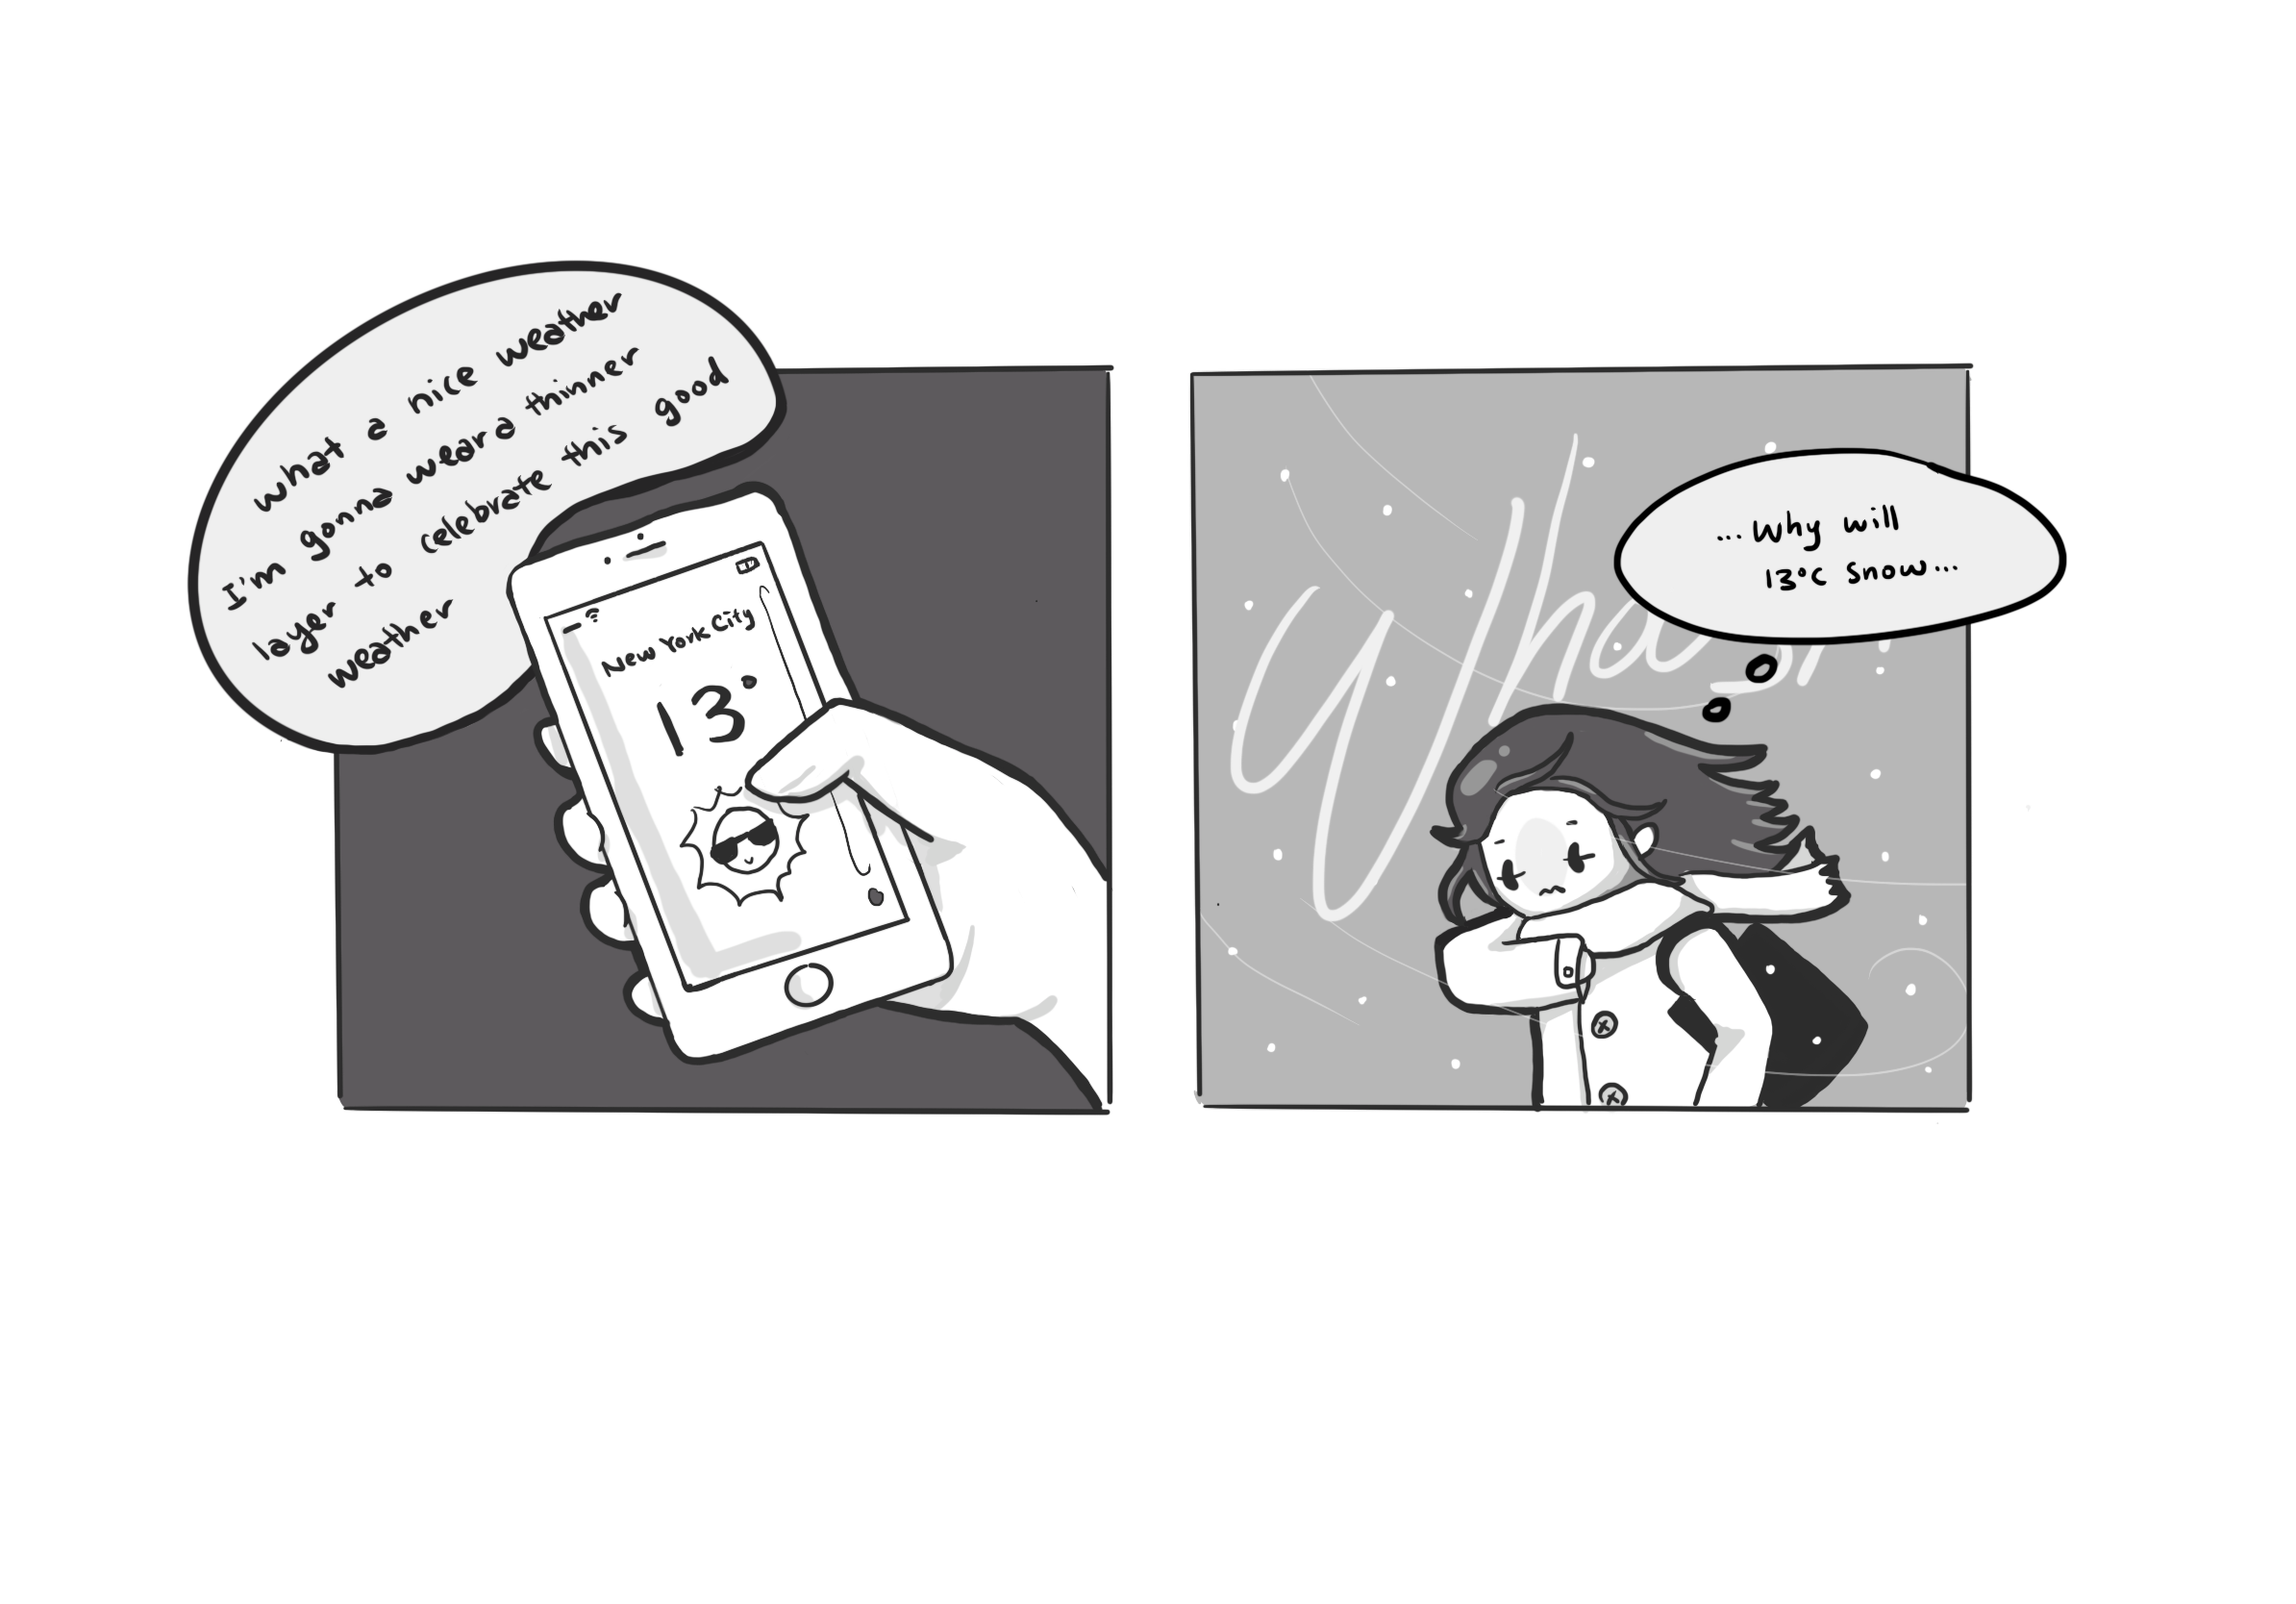 what a nice weather
I'm gonna wear a thinner
layer to celebrate this good
weather
New York City
13°
...Why will
13°C snow...